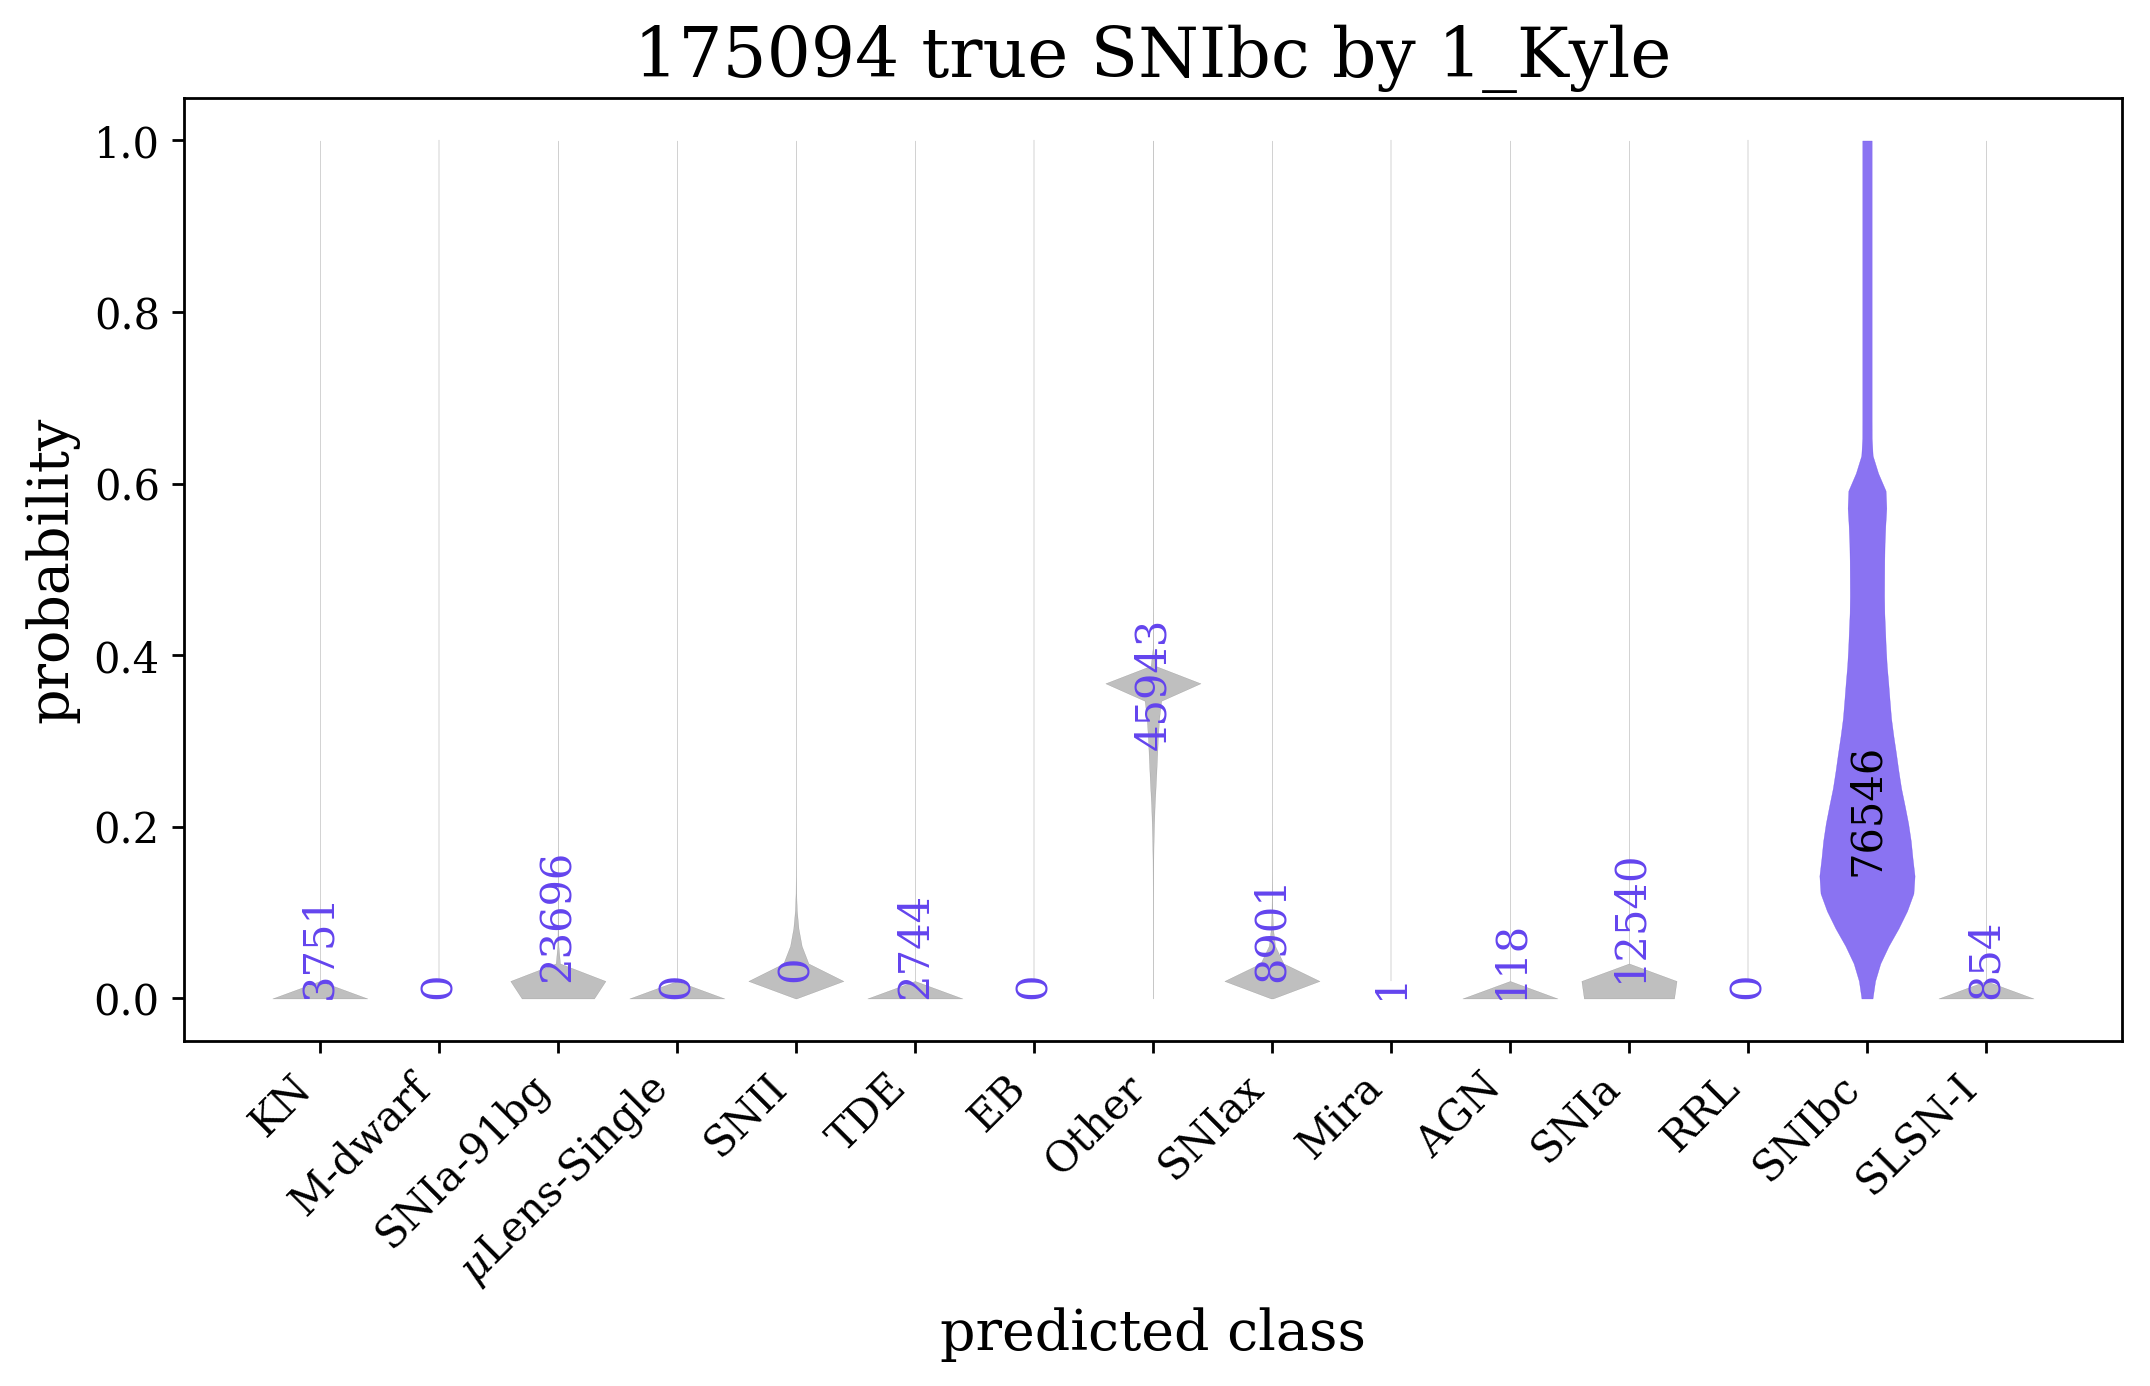 175094 true SNIbc by 1_Kyle
probability
1.0
0.8
0.6
0.4
0.2
0.0
3751
0
23696
0
0
2744
0
45943
8901
1
118
12540
0
76546
854
KN
M-dwarf
SNIa-91bg
μLens-Single
SNII
TDE
EB
Other
SNIax
Mira
AGN
SNIa
RRL
SNIbc
SLSN-I
predicted class